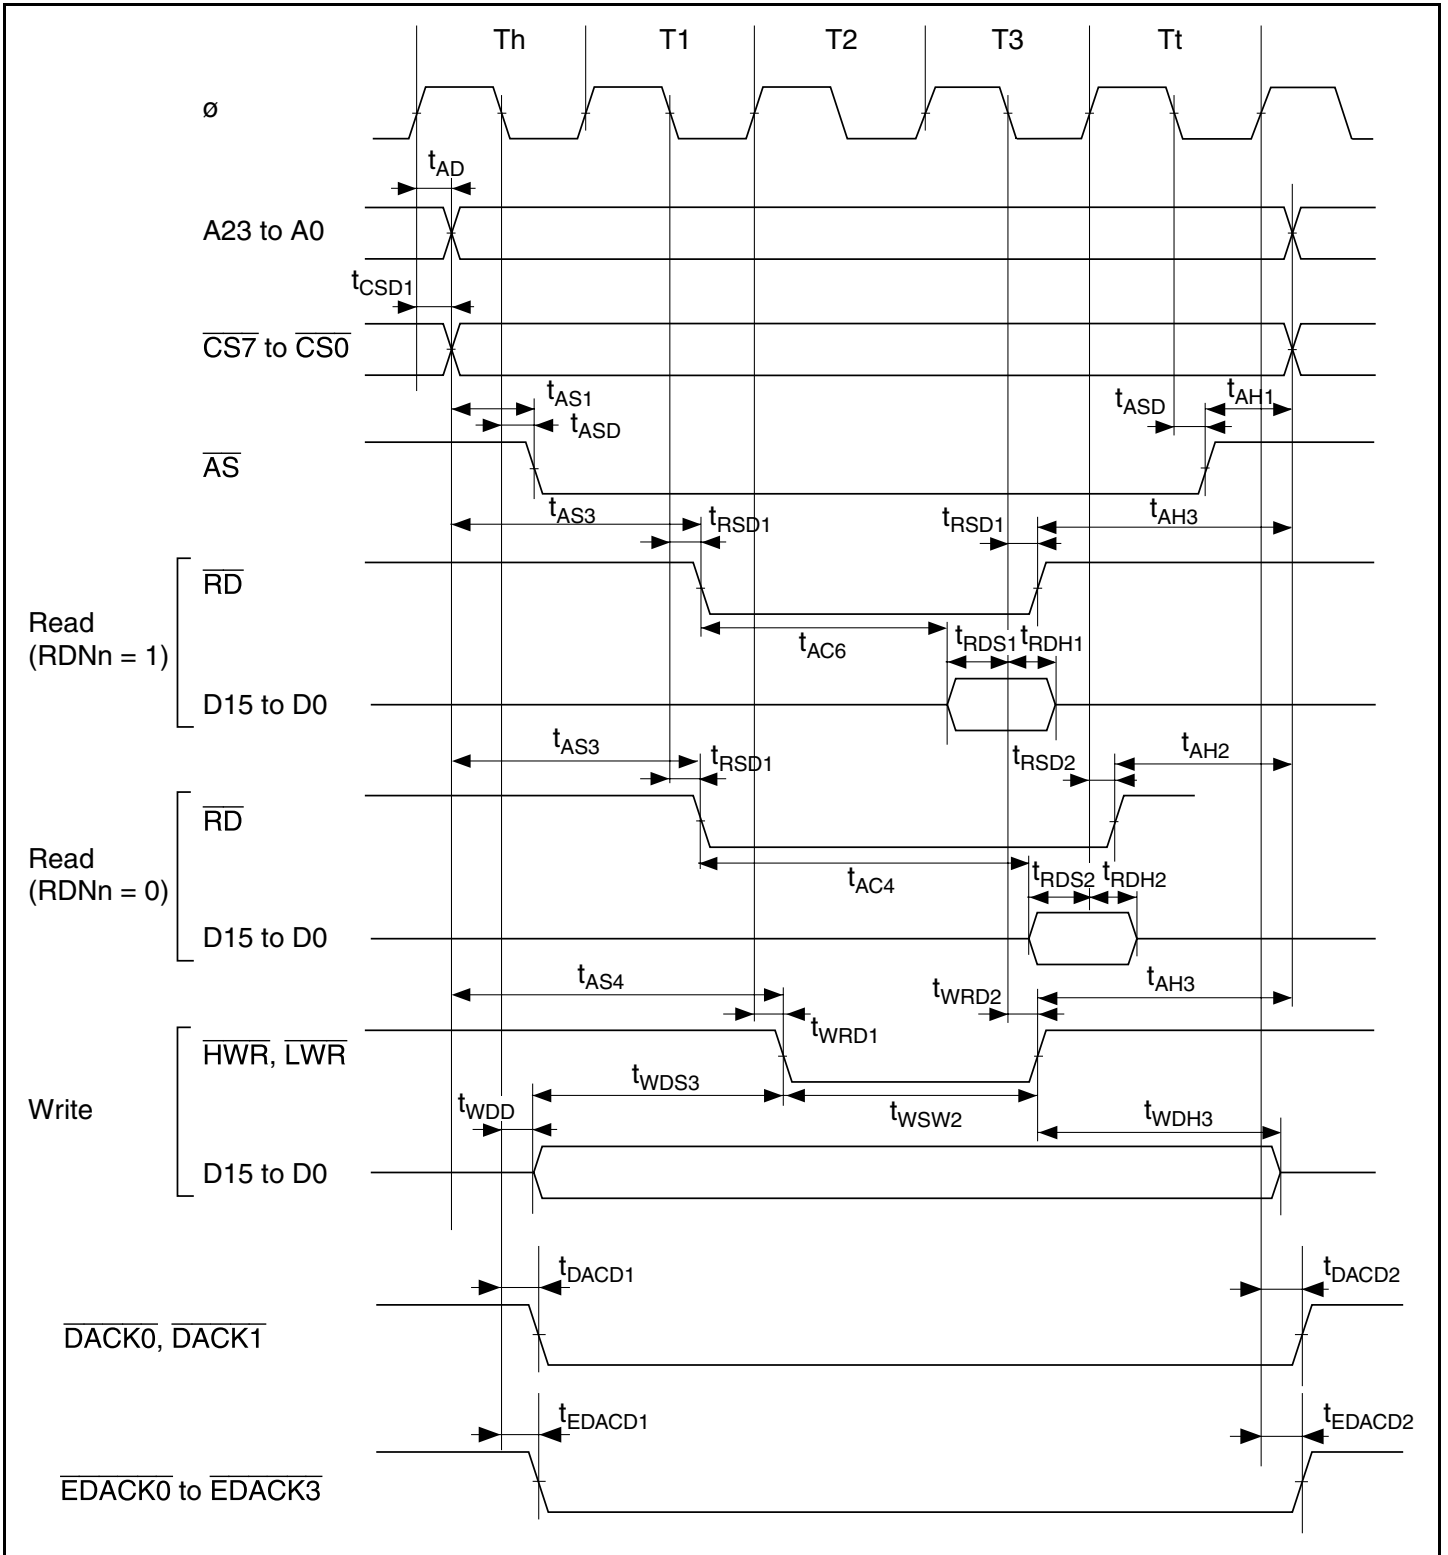 Th T1 T2 T3 Tt
ø
tAD
A23 to A0
tCSD1
CS7 to CS0
tAS1 tASD tAH1
tASD
AS
tAS3 tRSD1 tRSD1 tAH3
RD
Read
(RDNn = 1)
tAC6 tRDS1 tRDH1
D15 to D0
tAS3 tRSD1 tRSD2 tAH2
RD
Read
(RDNn = 0)
tAC4 tRDS2 tRDH2
D15 to D0
tAS4 tWRD2 tAH3
tWRD1
HWR, LWR
tWDS3
Write
tWDD tWSW2 tWDH3
D15 to D0
tDACD1 tDACD2
DACK0, DACK1
tEDACD1 tEDACD2
EDACK0 to EDACK3